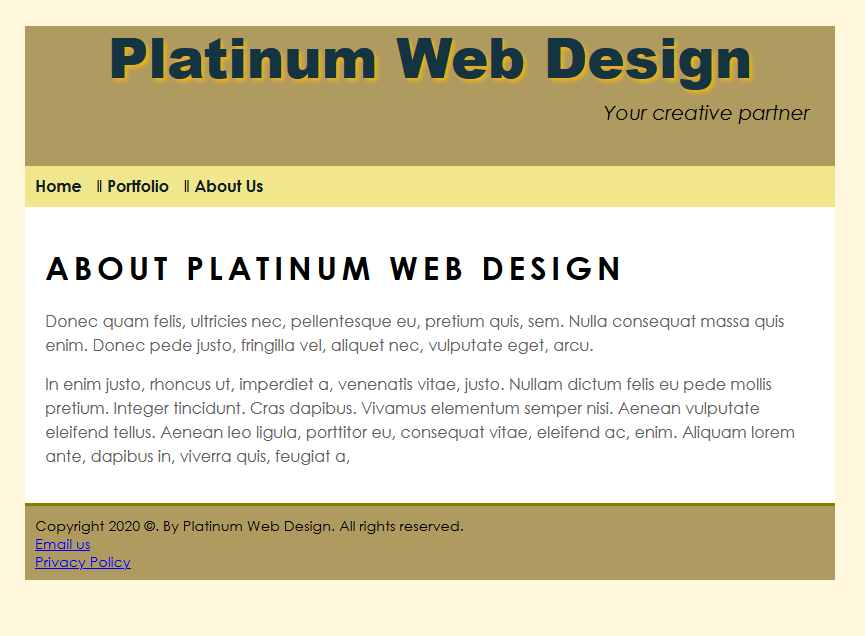 Platinum Web Design
Your creative partner
Home || Portfolio || About Us
ABOUT PLATINUM WEB DESIGN
Donec quam felis, ultricies nec, pellentesque eu, pretium quis, sem. Nulla consequat massa quis
enim. Donec pede justo, fringilla vel, aliquet nec, vulputate eget, arcu.
In enim justo, rhoncus ut, imperdiet a, venenatis vitae, justo. Nullam dictum felis eu pede mollis
pretium. Integer tincidunt. Cras dapibus. Vivamus elementum semper nisi. Aenean vulputate
eleifend tellus. Aenean leo ligula, porttitor eu, consequat vitae, eleifend ac, enim. Aliquam lorem
ante, dapibus in, viverra quis, feugiat a,
Copyright 2020 ©. By Platinum Web Design. All rights reserved.
Email us
Privacy Policy